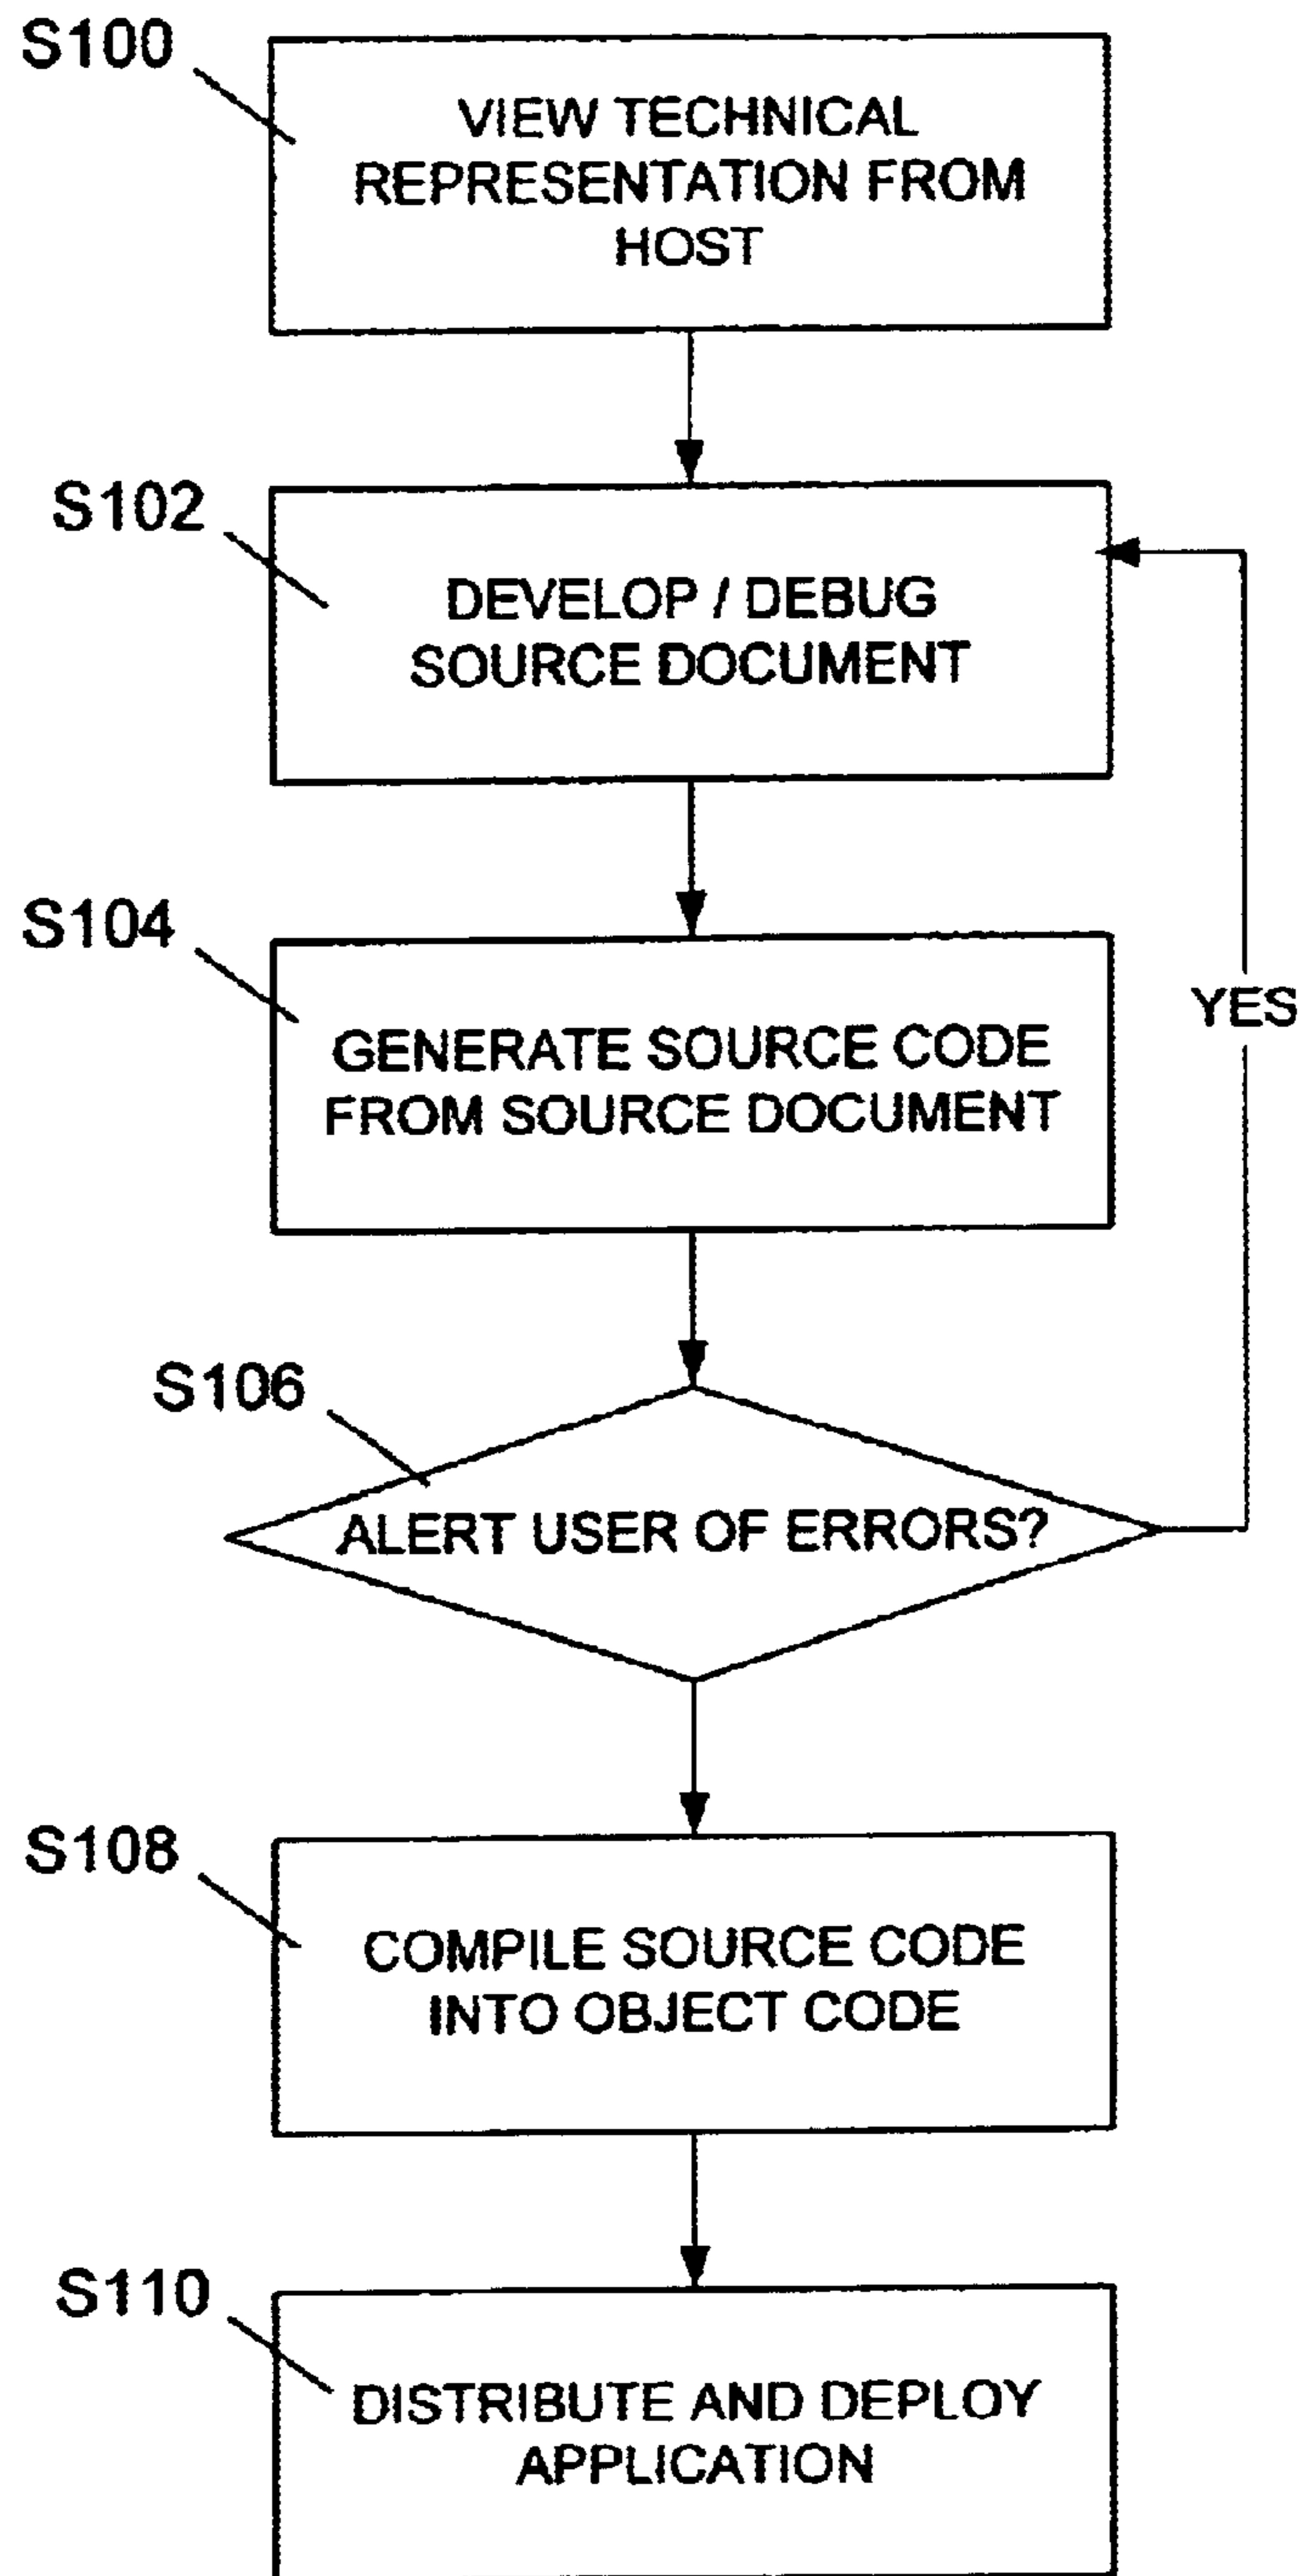 S100
VIEW TECHNICAL
REPRESENTATION FROM
HOST
S102
DEVELOP / DEBUG
SOURCE DOCUMENT
S104
GENERATE SOURCE CODE
FROM SOURCE DOCUMENT
YES
S106
ALERT USER OF ERRORS?
S108
COMPILE SOURCE CODE
INTO OBJECT CODE
S110
DISTRIBUTE AND DEPLOY
APPLICATION